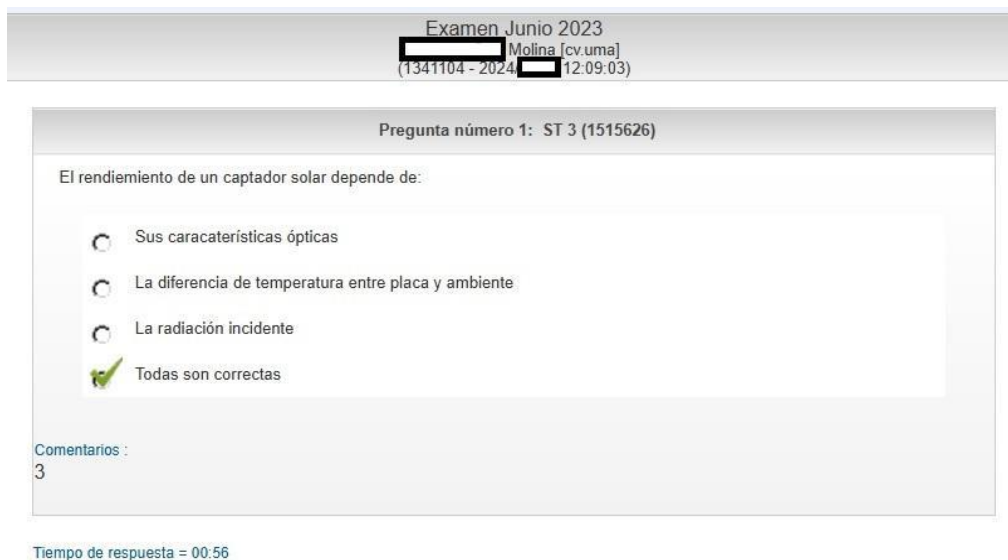 Examen Junio 2023
Molina [cv.uma]
(1341104 - 2024/ 12:09:03)
Pregunta número 1: ST 3 (1515626)
El rendiemiento de un captador solar depende de:
Sus caracaterísticas ópticas
La diferencia de temperatura entre placa y ambiente
La radiación incidente
Todas son correctas
Comentarios :
3
Tiempo de respuesta = 00:56